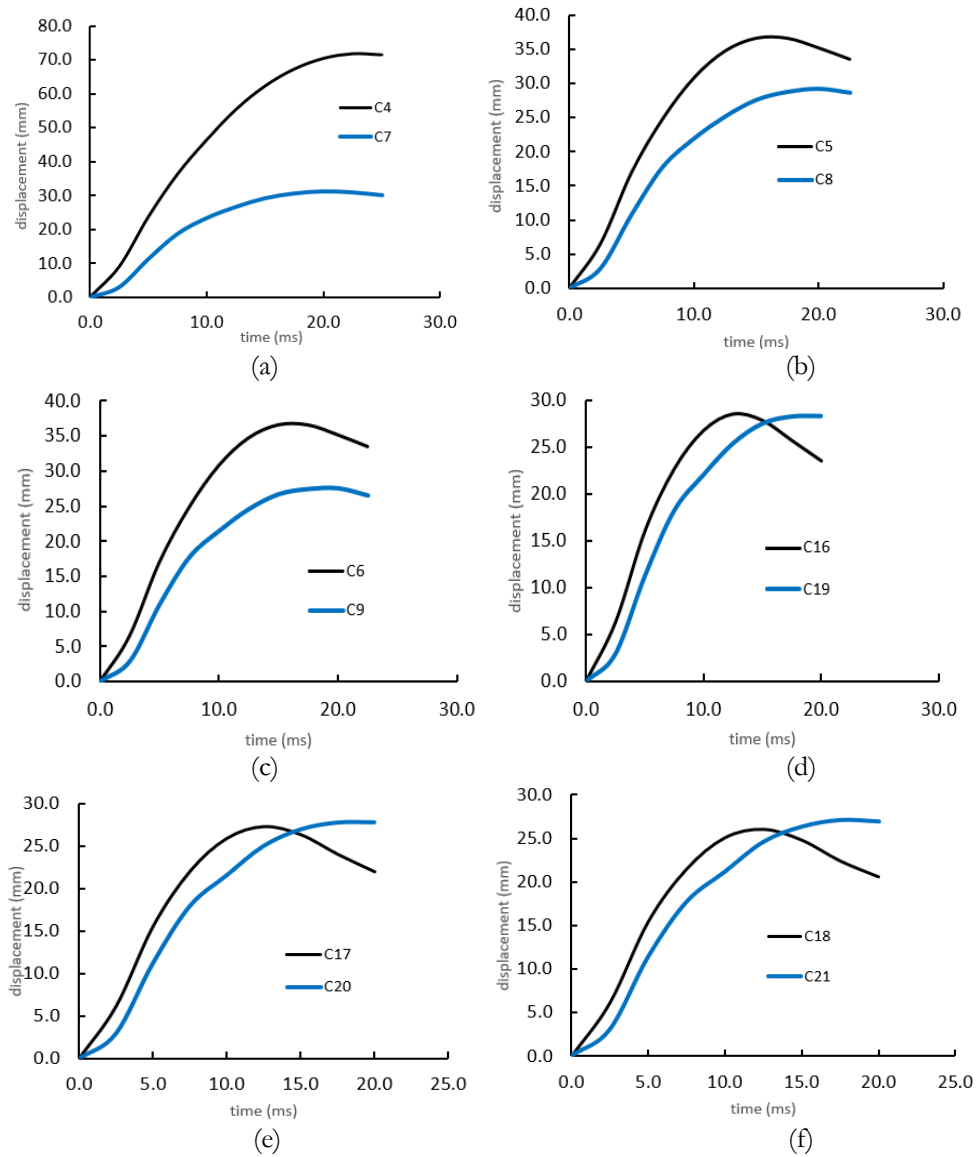 displacement (mm)
80.0
70.0
60.0
50.0
40.0
30.0
20.0
10.0
0.0
C4
C7
0.0 10.0 20.0 30.0
time (ms)
(a)
displacement (mm)
40.0
35.0
30.0
25.0
20.0
15.0
10.0
5.0
0.0
C5
C8
0.0 10.0 20.0 30.0
time (ms)
(b)
displacement (mm)
40.0
35.0
30.0
25.0
20.0
15.0
10.0
5.0
0.0
C6
C9
0.0 10.0 20.0 30.0
time (ms)
(c)
displacement (mm)
30.0
25.0
20.0
15.0
10.0
5.0
0.0
C16
C19
0.0 10.0 20.0 30.0
time (ms)
(d)
displacement (mm)
30.0
25.0
20.0
15.0
10.0
5.0
0.0
C17
C20
0.0 5.0 10.0 15.0 20.0 25.0
time (ms)
(e)
displacement (mm)
30.0
25.0
20.0
15.0
10.0
5.0
0.0
C18
C21
0.0 5.0 10.0 15.0 20.0 25.0
time (ms)
(f)